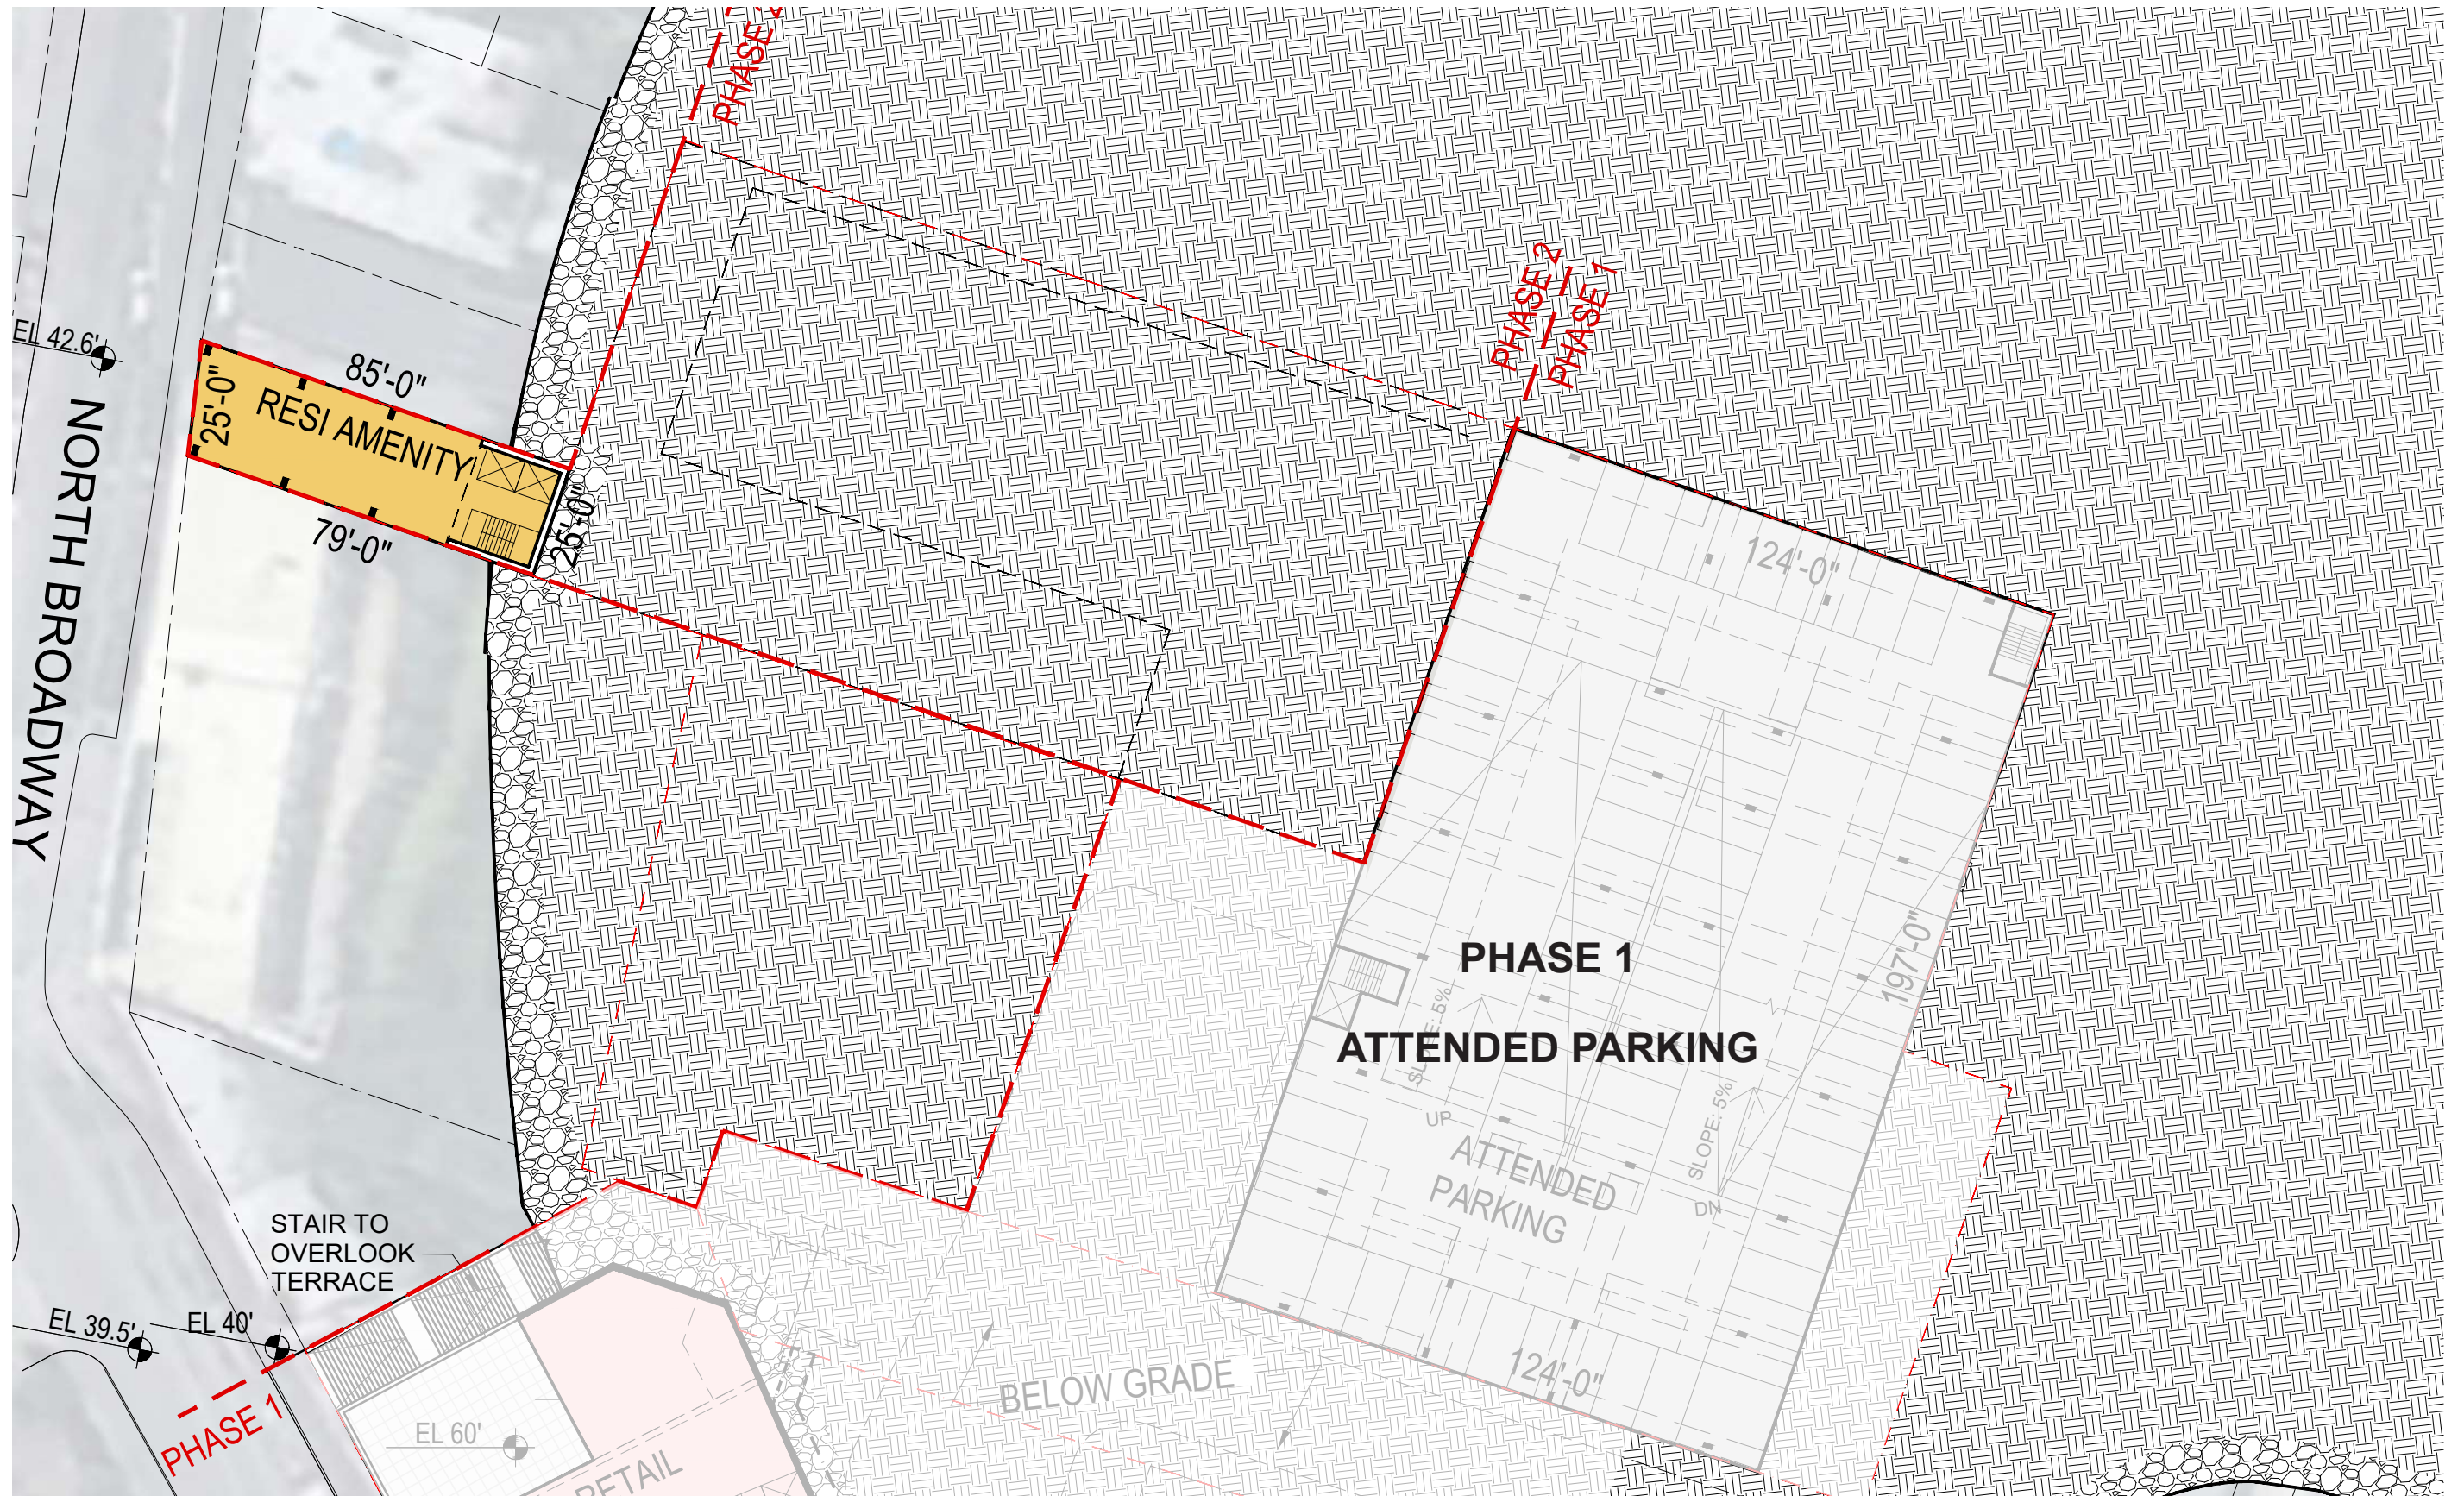 PHASE 2
PHASE 2
PHASE 1
EL 42.6'
85'-0"
25'-0"
RESI AMENITY
NORTH BROADWAY
79'-0"
124'-0"
197'-0"
PHASE 1
ATTENDED PARKING
SLOPE: 5%
UP
ATTENDED
PARKING
SLOPE: 5%
DN
STAIR TO
OVERLOOK
TERRACE
EL 39.5'
EL 40'
124'-0"
BELOW GRADE
PHASE 1
EL 60'
RETAIL